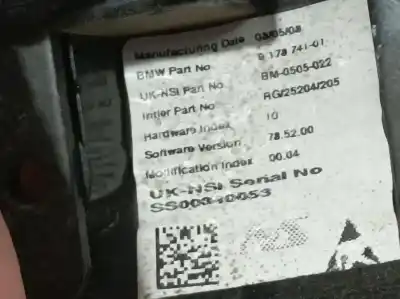 Manufacturing Date 03/05/08
BMW Part No 9 178 741-01
UK-NSI Part No BM-0505-022
Intier Part No RG/25204/205
Hardware Index 10
Software Version 78.52.00
Modification Index 00.04
UK-NSI Serial No